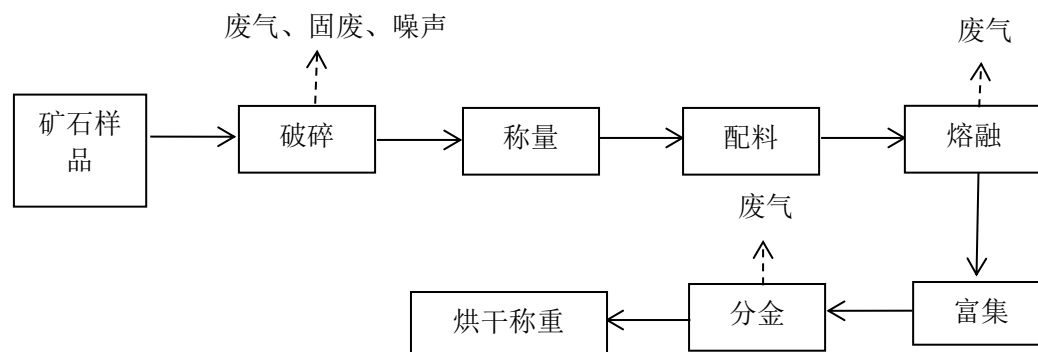 废气、固废、噪声
废气
矿石样
品
破碎
称量
配料
熔融
废气
烘干称重
分金
富集